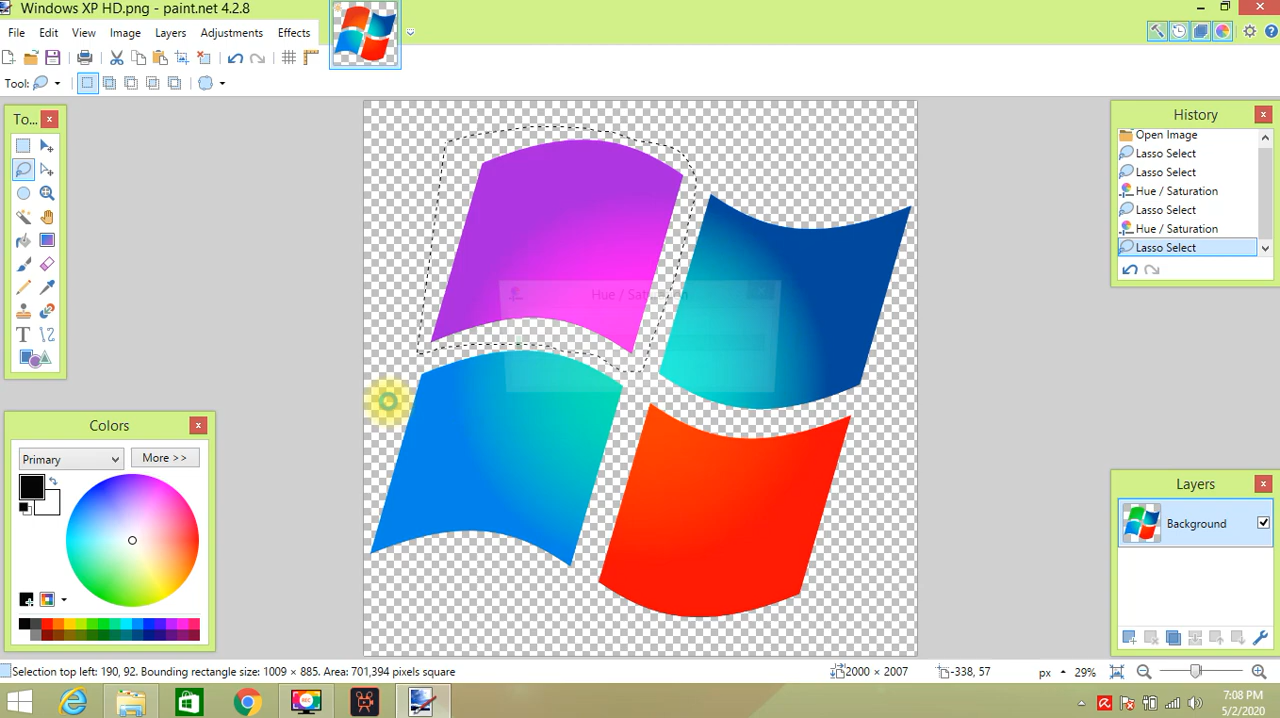 Windows XP HD.png - paint.net 4.2.8
File Edit View Image Layers Adjustments Effects
Tool:
To...
History
Open Image
Lasso Select
Lasso Select
Hue / Saturation
Lasso Select
Hue / Saturation
Lasso Select
Hue / Saturation
Colors
Primary
More >>
Layers
Background
Selection top left: 190, 92. Bounding rectangle size: 1009 × 885. Area: 701,394 pixels square
2000 × 2007
-338, 57
px
29%
REC
7:08 PM
5/2/2020